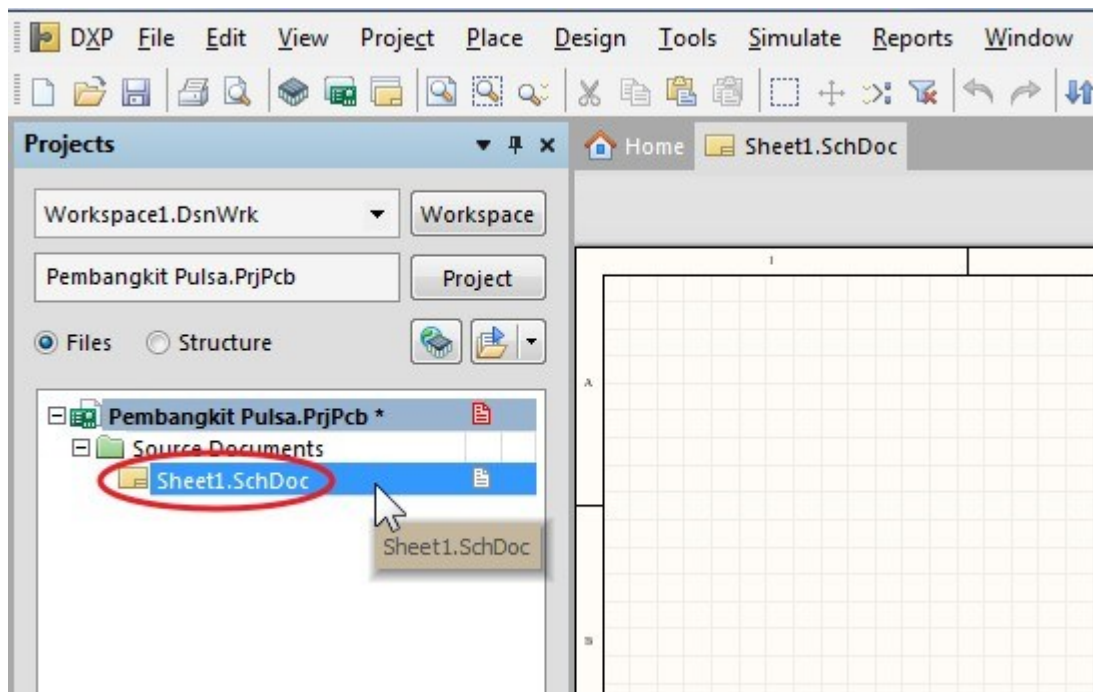 DXP File Edit View Project Place Design Tools Simulate Reports Window
Projects
Home Sheet1.SchDoc
Workspace1.DsnWrk Workspace
Pembangkit Pulsa.PrjPcb Project
Files Structure
1
A
Pembangkit Pulsa.PrjPcb *
Source Documents
Sheet1.SchDoc
Sheet1.SchDoc
B